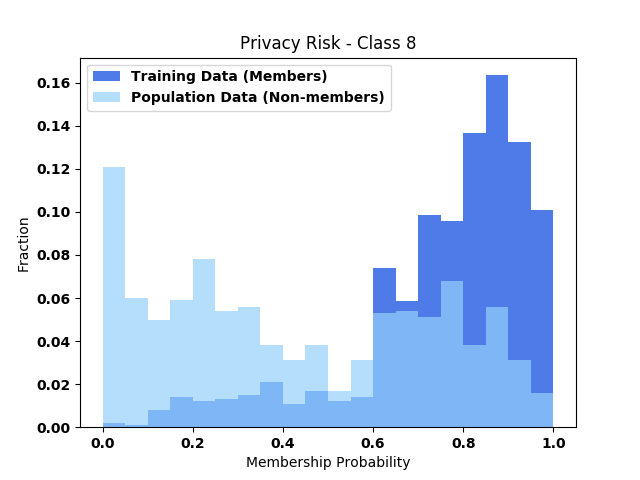 Privacy Risk - Class 8
Training Data (Members)
Population Data (Non-members)
0.16
0.14
0.12
0.10
0.08
0.06
0.04
0.02
0.00
Fraction
0.0 0.2 0.4 0.6 0.8 1.0
Membership Probability